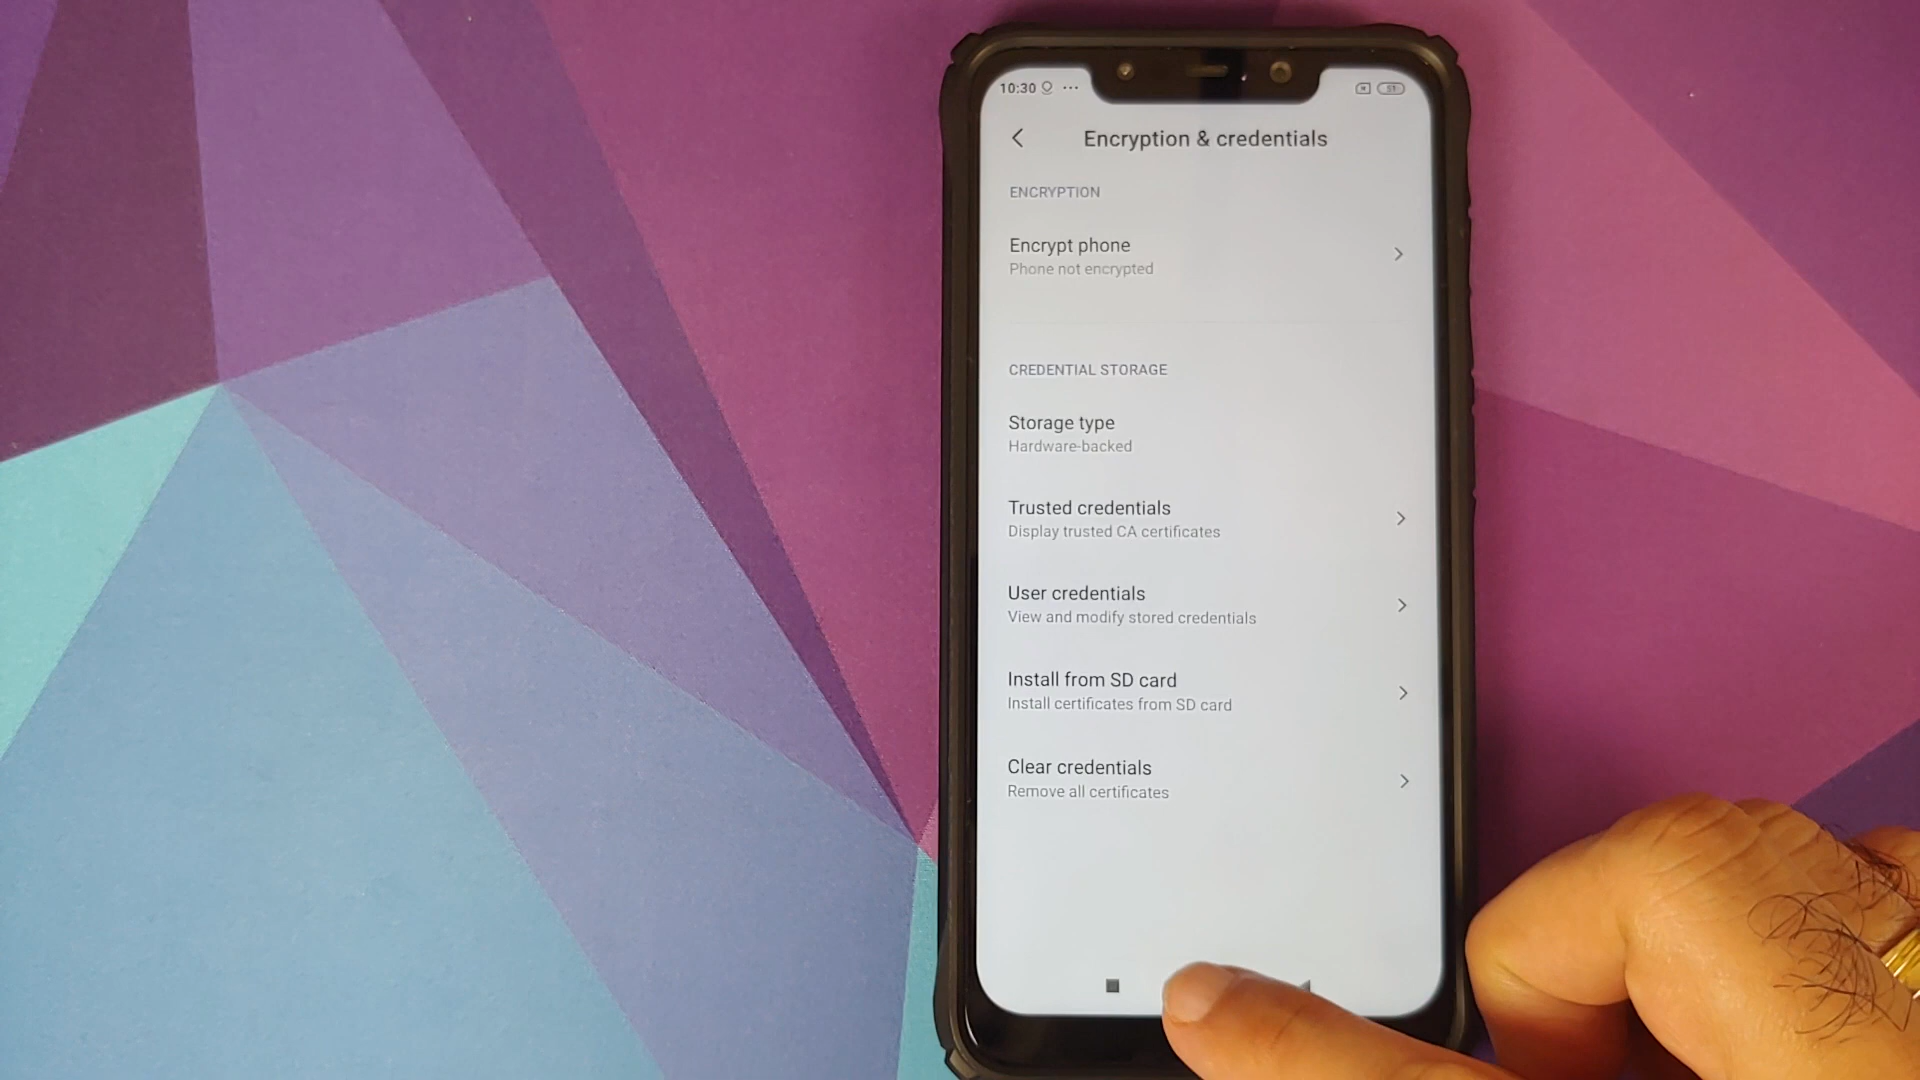 10:30
Encryption & credentials
ENCRYPTION
Encrypt phone
Phone not encrypted
CREDENTIAL STORAGE
Storage type
Hardware-backed
Trusted credentials
Display trusted CA certificates
User credentials
View and modify stored credentials
Install from SD card
Install certificates from SD card
Clear credentials
Remove all certificates